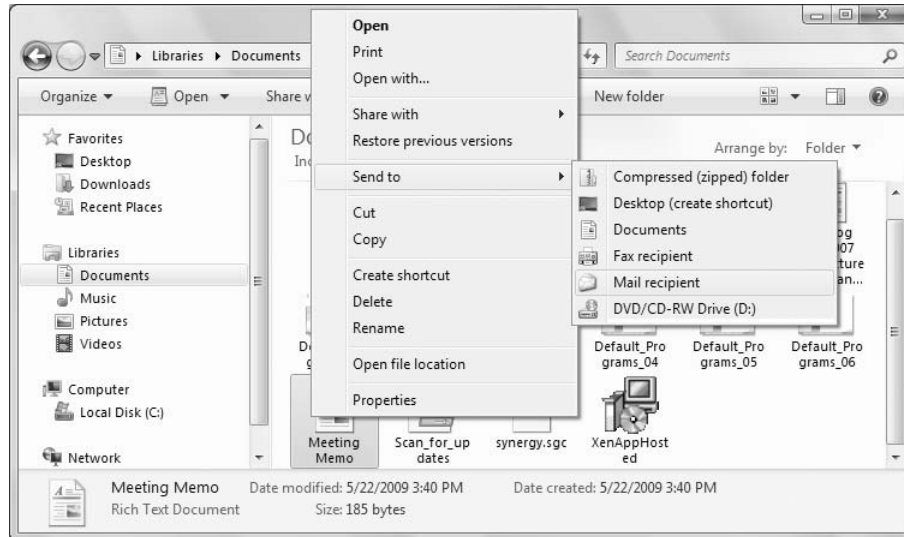 Libraries ▸ Documents
Search Documents
Organize
Open
Share w
New folder
Favorites
Desktop
Downloads
Recent Places
Libraries
Documents
Music
Pictures
Videos
Computer
Local Disk (C:)
Network
Arrange by: Folder
Open
Print
Open with...
Share with
Restore previous versions
Send to
Cut
Copy
Create shortcut
Delete
Rename
Open file location
Properties
Compressed (zipped) folder
Desktop (create shortcut)
Documents
Fax recipient
Mail recipient
DVD/CD-RW Drive (D:)
Default_Pro
grams_04
Default_Pro
grams_05
Default_Pro
grams_06
Meeting
Memo
Scan_for_up
dates
synergy.sgc
XenAppHost
ed
Meeting Memo
Date modified: 5/22/2009 3:40 PM
Date created: 5/22/2009 3:40 PM
Rich Text Document
Size: 185 bytes